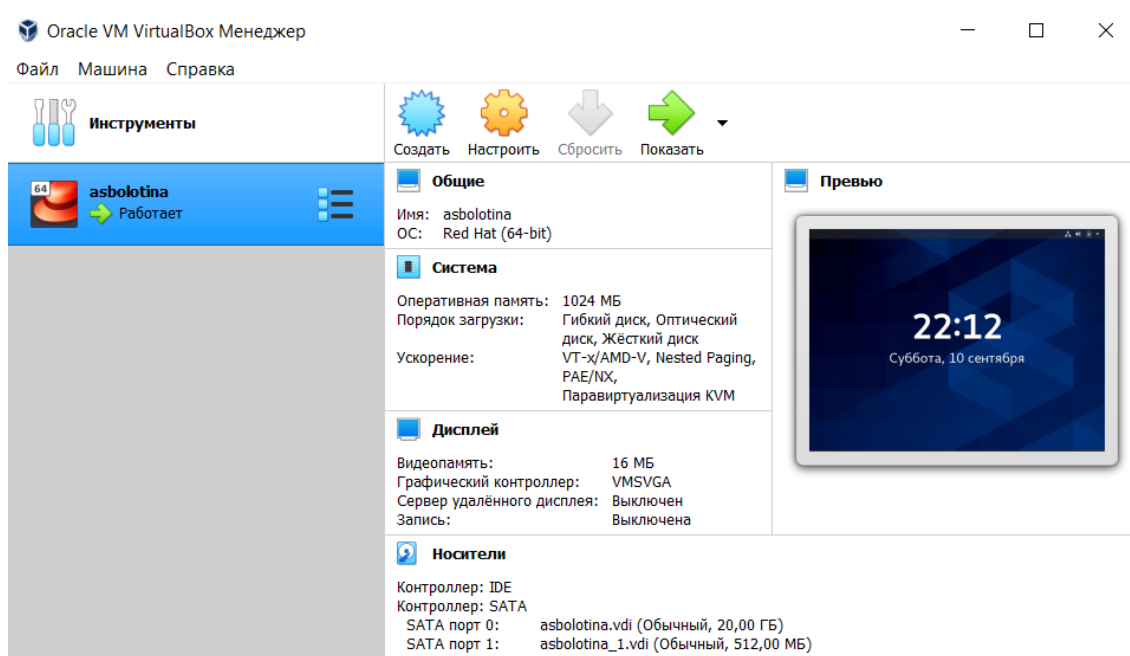 Oracle VM VirtualBox Менеджер
Файл Машина Справка
Инструменты
Создать Настроить Сбросить Показать
64
asbolotina
Работает
Общие
Имя: asbolotina
ОС: Red Hat (64-bit)
Система
Оперативная память: 1024 МБ
Порядок загрузки: Гибкий диск, Оптический
диск, Жёсткий диск
Ускорение: VT-x/AMD-V, Nested Paging,
PAE/NX,
Паравиртуализация KVM
Дисплей
Видеопамять: 16 МБ
Графический контроллер: VMSVGA
Сервер удалённого дисплея: Выключен
Запись: Выключена
Превью
22:12
Суббота, 10 сентября
Носители
Контроллер: IDE
Контроллер: SATA
SATA порт 0: asbolotina.vdi (Обычный, 20,00 ГБ)
SATA порт 1: asbolotina_1.vdi (Обычный, 512,00 МБ)